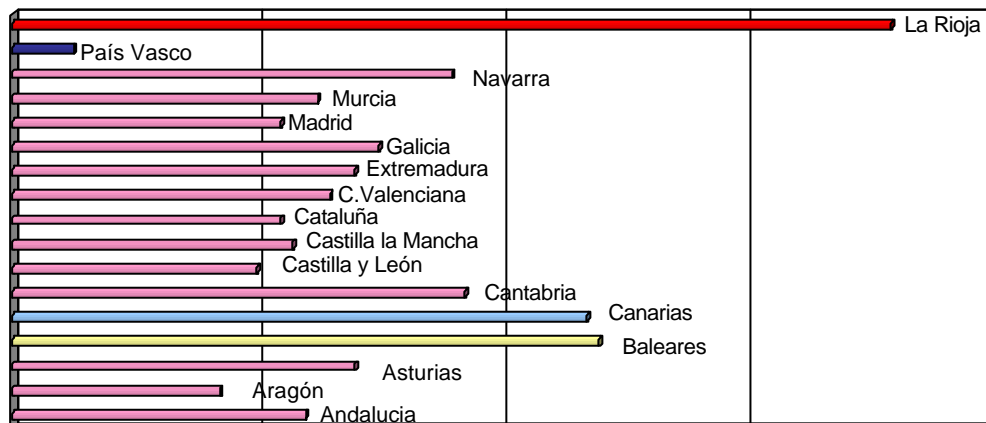 La Rioja
País Vasco
Navarra
Murcia
Madrid
Galicia
Extremadura
C.Valenciana
Cataluña
Castilla la Mancha
Castilla y León
Cantabria
Canarias
Baleares
Asturias
Aragón
Andalucia